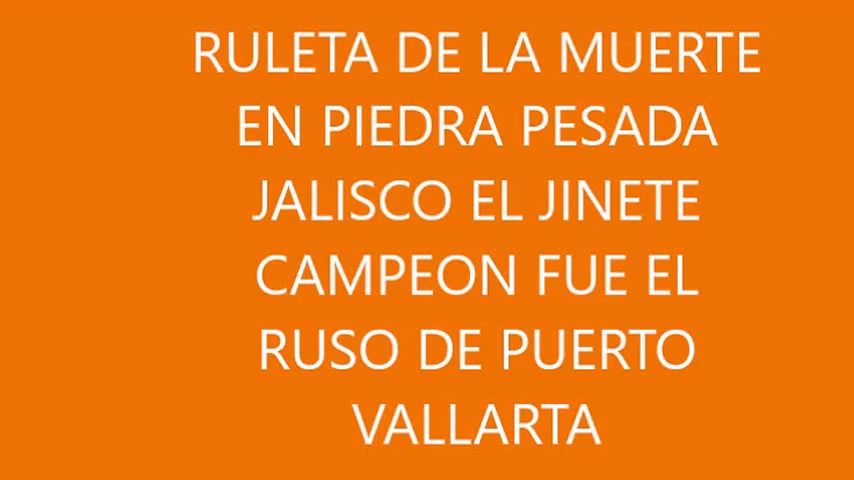 RULETA DE LA MUERTE
EN PIEDRA PESADA
JALISCO EL JINETE
CAMPEON FUE EL
RUSO DE PUERTO
VALLARTA